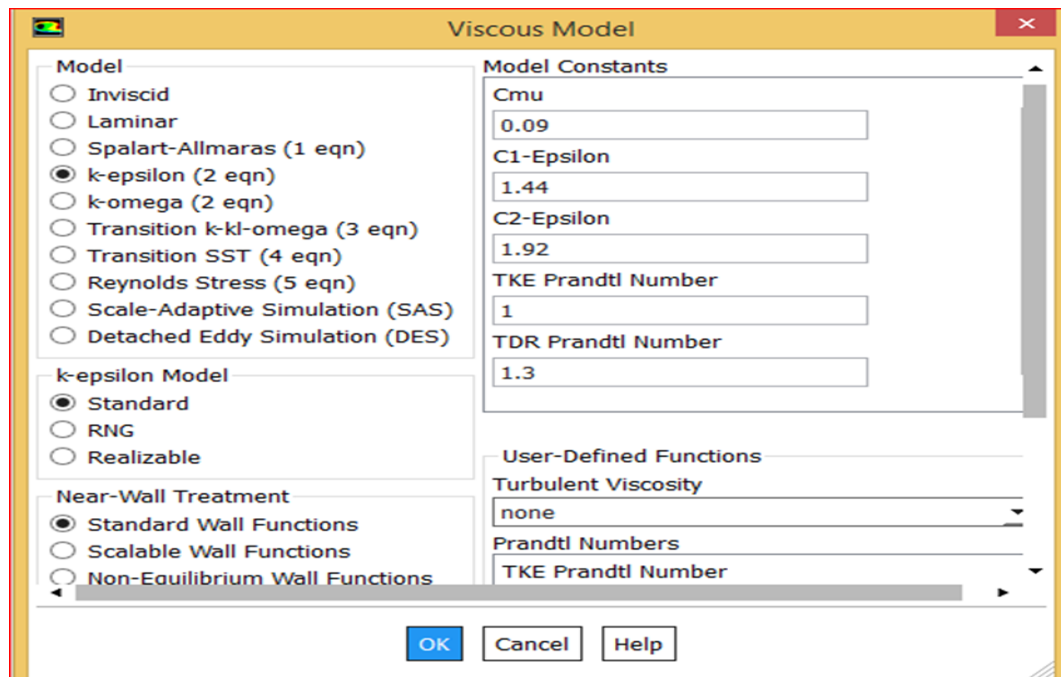 Viscous Model
Model
Inviscid
Laminar
Spalart-Allmaras (1 eqn)
k-epsilon (2 eqn)
k-omega (2 eqn)
Transition k-kl-omega (3 eqn)
Transition SST (4 eqn)
Reynolds Stress (5 eqn)
Scale-Adaptive Simulation (SAS)
Detached Eddy Simulation (DES)
k-epsilon Model
Standard
RNG
Realizable
Near-Wall Treatment
Standard Wall Functions
Scalable Wall Functions
Non-Equilibrium Wall Functions
Model Constants
Cmu
0.09
C1-Epsilon
1.44
C2-Epsilon
1.92
TKE Prandtl Number
1
TDR Prandtl Number
1.3
User-Defined Functions
Turbulent Viscosity
none
Prandtl Numbers
TKE Prandtl Number
OK
Cancel
Help